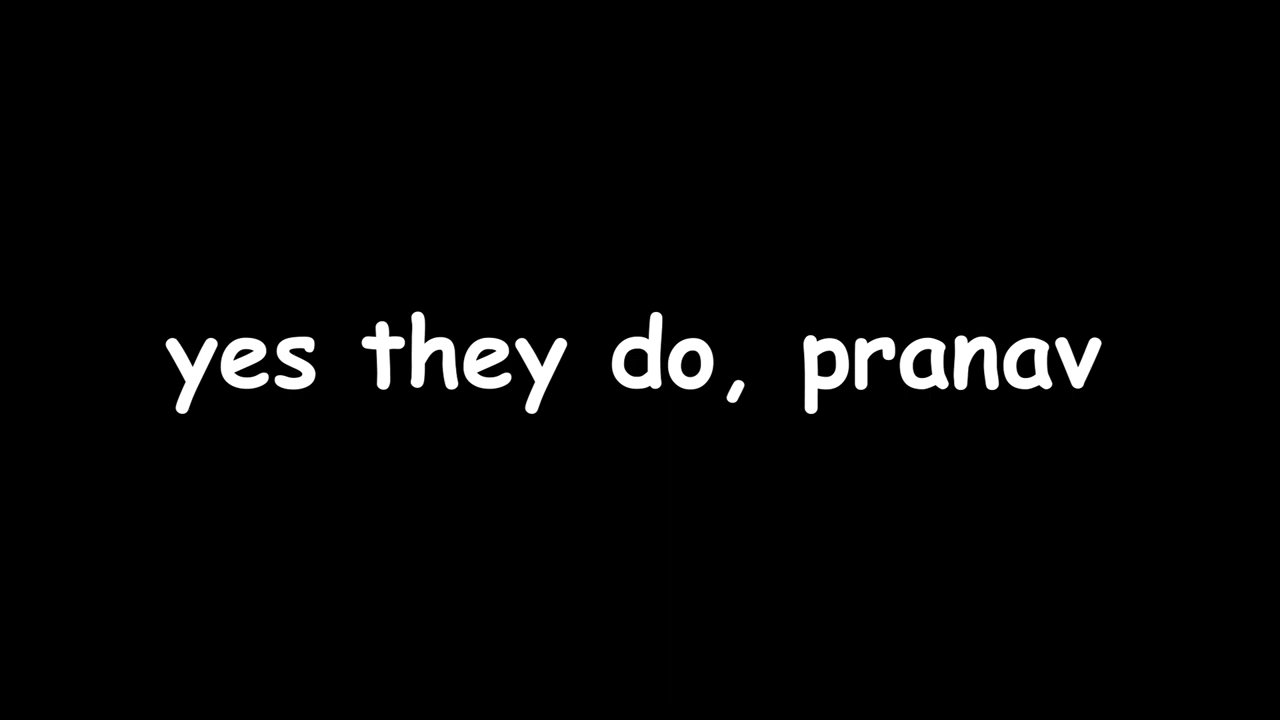 yes they do, pranav